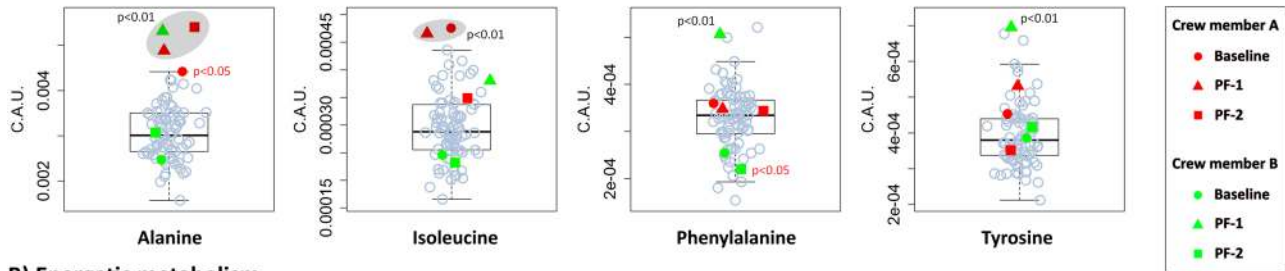 p<0.01
p<0.05
C.A.U.
0.002
0.004
Alanine
p<0.01
C.A.U.
0.00015
0.00030
0.00045
Isoleucine
p<0.01
p<0.05
C.A.U.
2e-04
4e-04
Phenylalanine
p<0.01
C.A.U.
2e-04
4e-04
6e-04
Tyrosine
Crew member A
Baseline
PF-1
PF-2
Crew member B
Baseline
PF-1
PF-2
B) Energetic metabolism